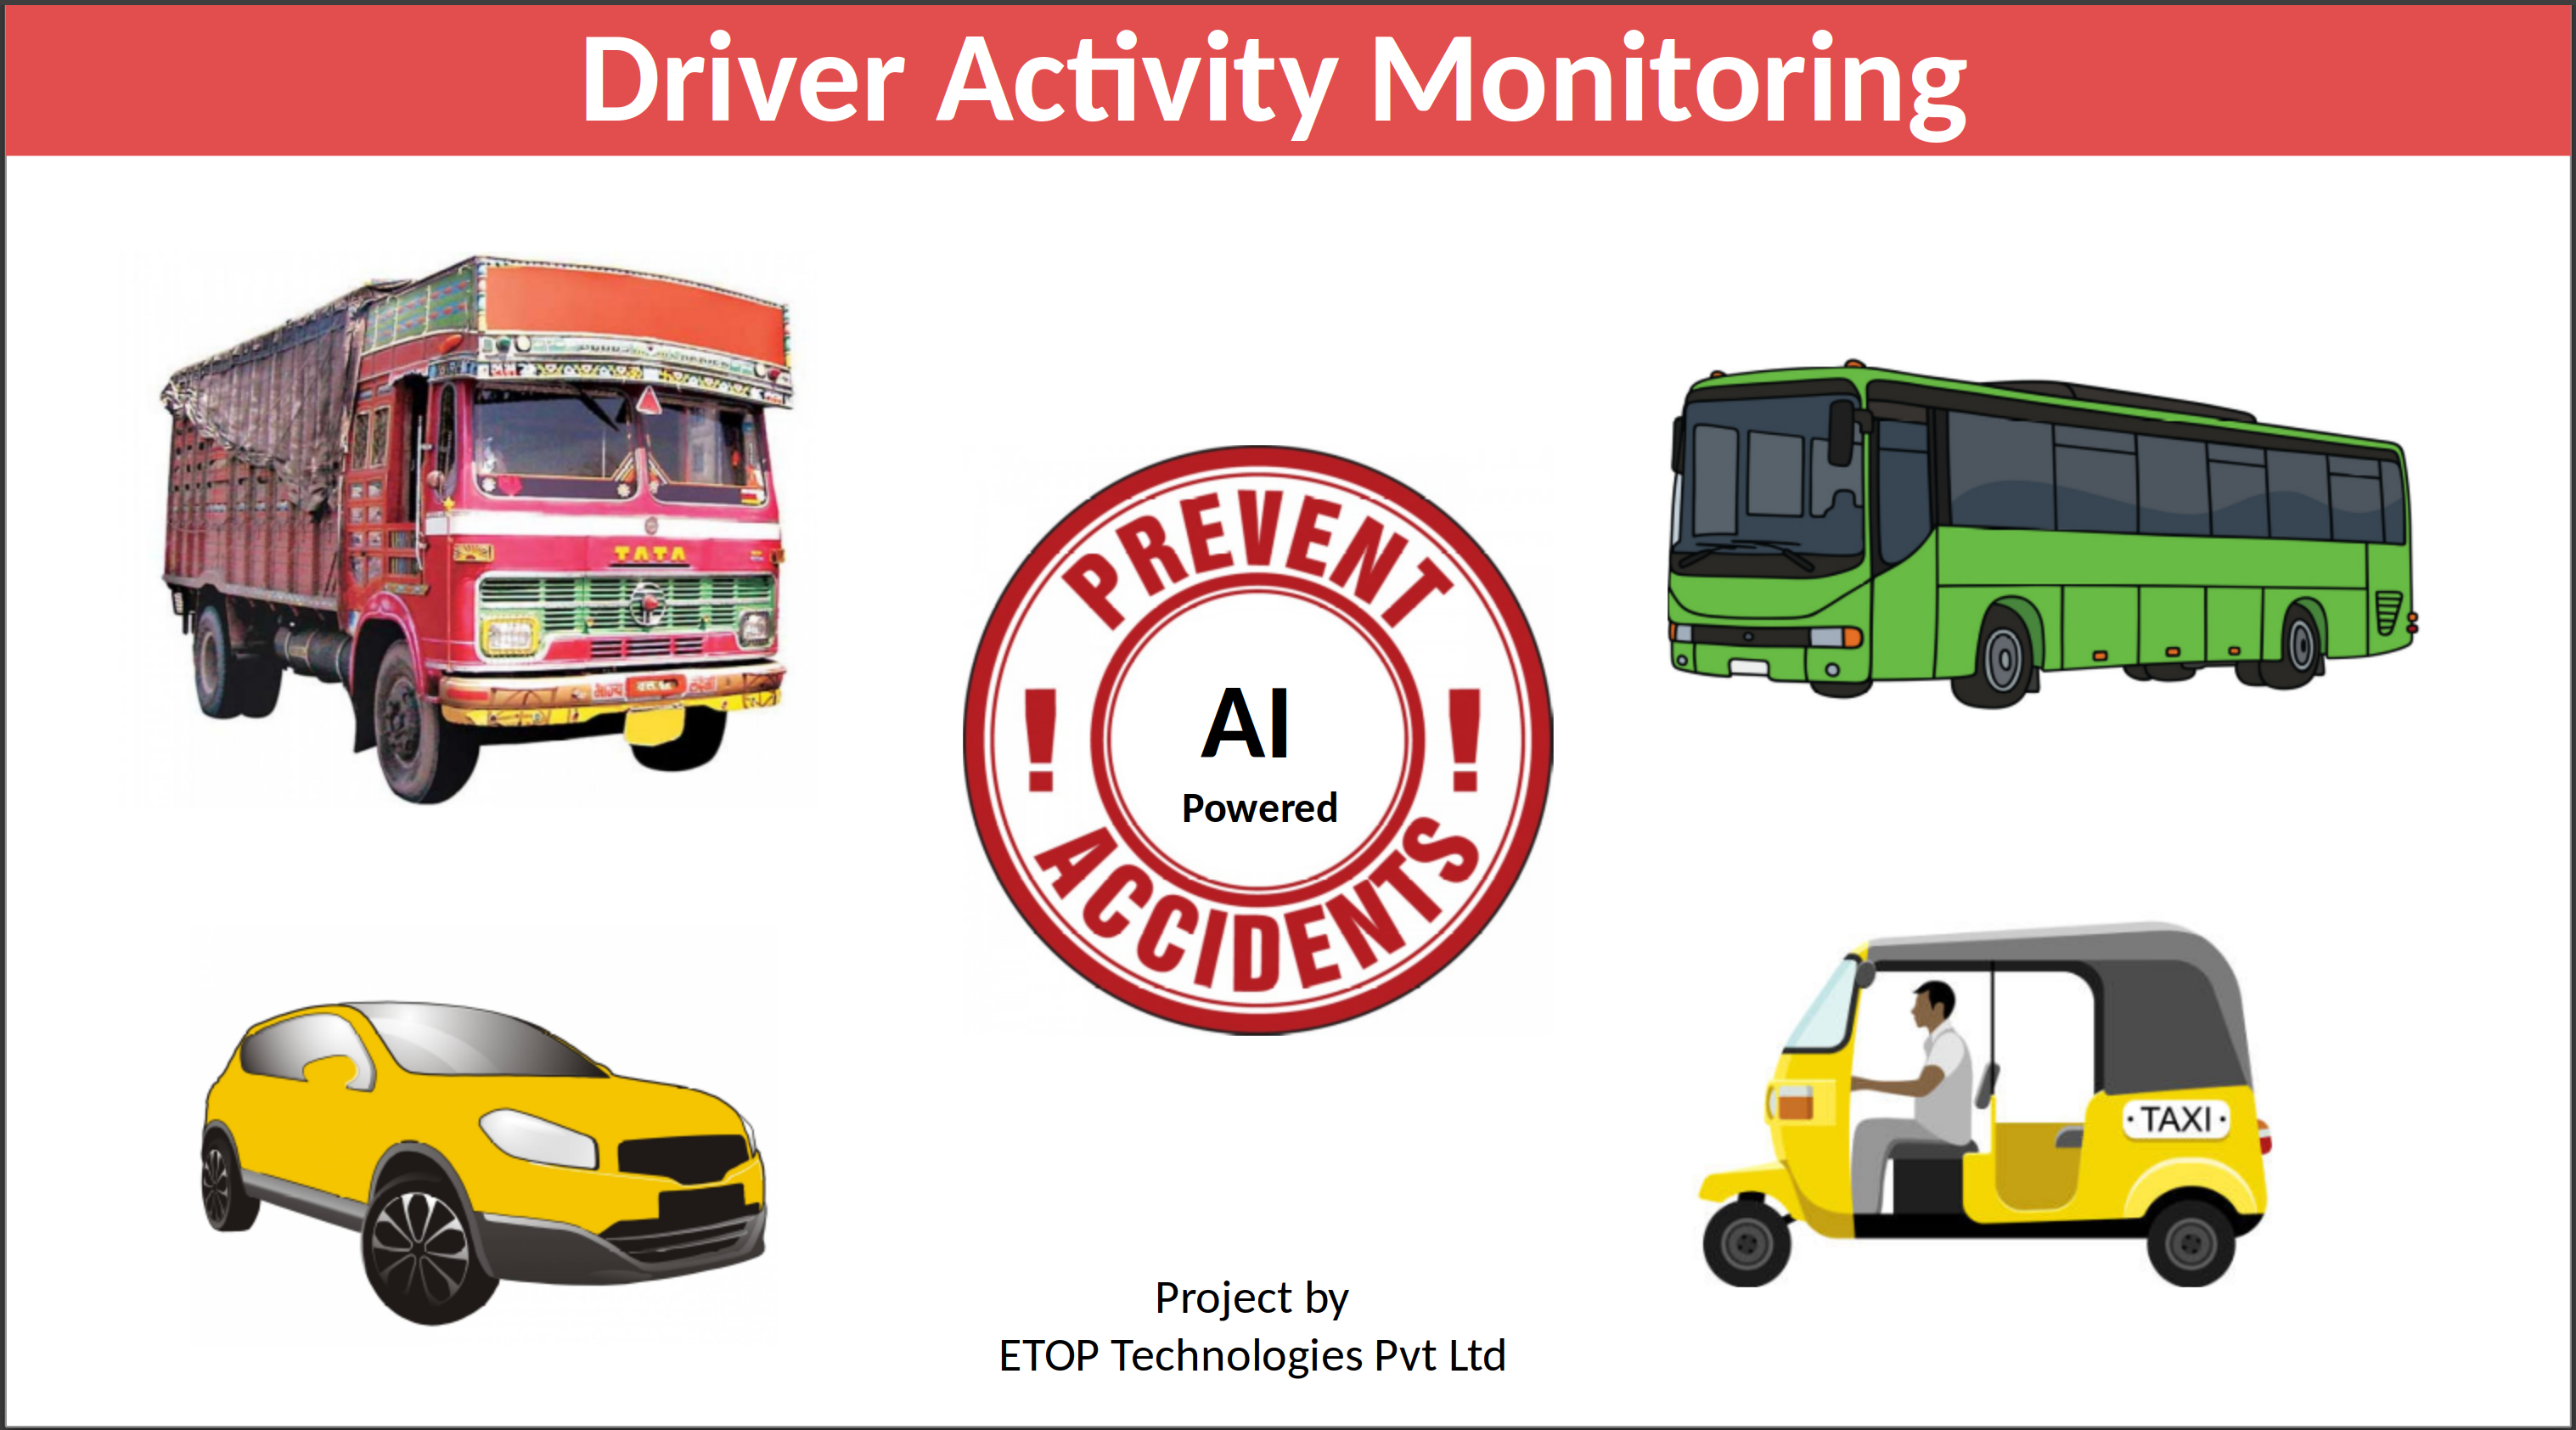 Driver Activity Monitoring
TATA
PREVENT
!
AI
!
Powered
ACCIDENTS
TAXI
Project by
ETOP Technologies Pvt Ltd